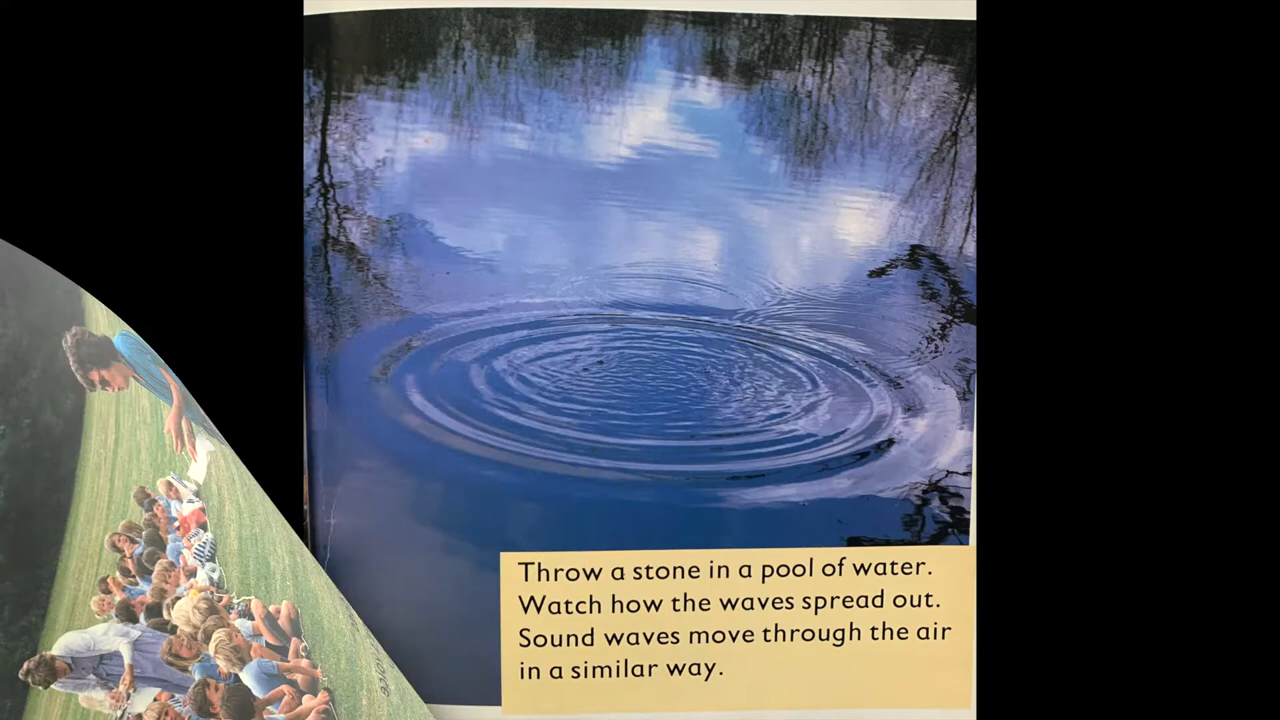 Throw a stone in a pool of water.
Watch how the waves spread out.
Sound waves move through the air
in a similar way.